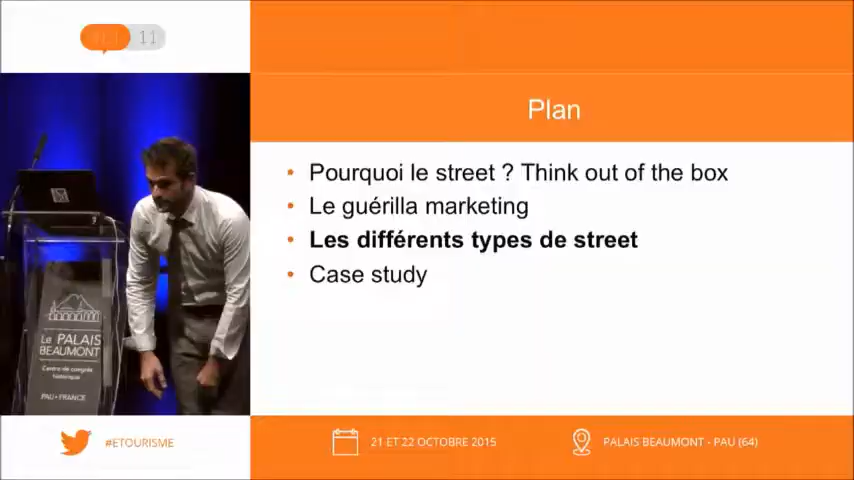 11
Plan
• Pourquoi le street ? Think out of the box
• Le guérilla marketing
• Les différents types de street
• Case study
Le PALAIS
BEAUMONT
Centre de congrès
historique
PAU - FRANCE
#ETOURISME
21 ET 22 OCTOBRE 2015
PALAIS BEAUMONT - PAU (64)